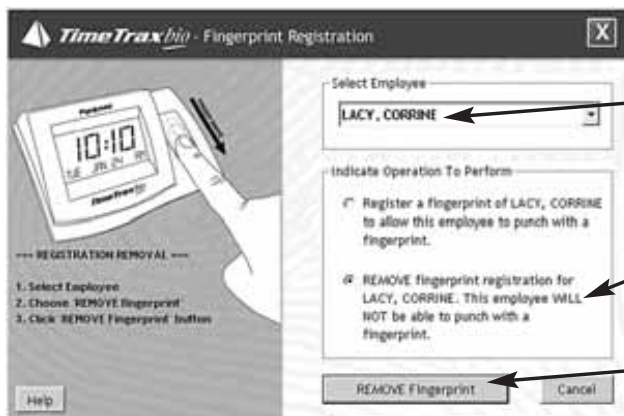 TimeTraxbio - Fingerprint Registration
X
Pyramid
10:10
TUE JAN 24 AM
TimeTrax bio
--- REGISTRATION REMOVAL ---
1. Select Employee
2. Choose 'REMOVE fingerprint'
3. Click 'REMOVE Fingerprint' button
Help
Select Employee
LACY, CORRINE
Indicate Operation To Perform
Register a fingerprint of LACY, CORRINE
to allow this employee to punch with a
fingerprint.
REMOVE fingerprint registration for
LACY, CORRINE. This employee WILL
NOT be able to punch with a
fingerprint.
REMOVE Fingerprint
Cancel